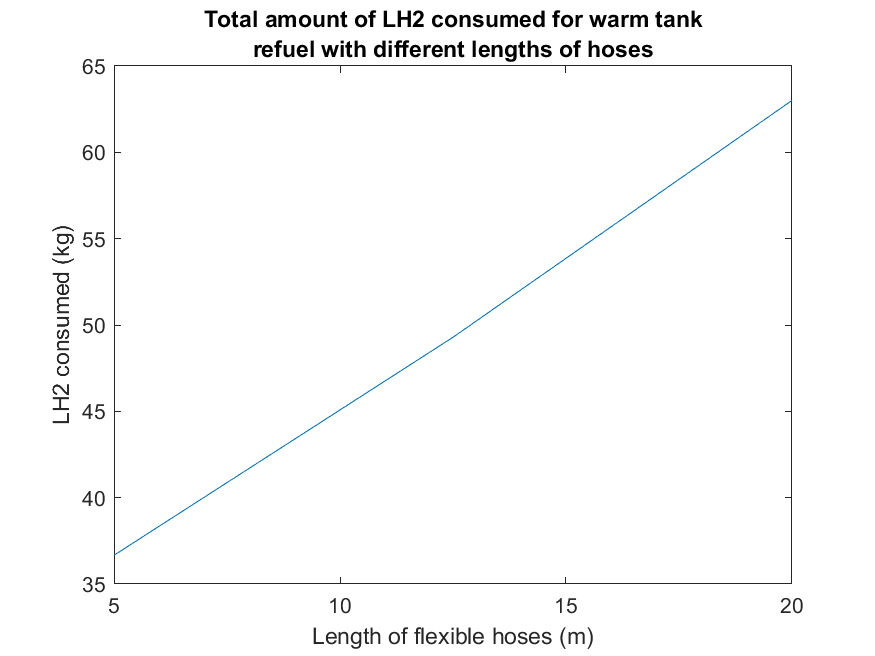 Total amount of LH2 consumed for warm tank
refuel with different lengths of hoses
65
60
55
50
45
40
35
LH2 consumed (kg)
5
10
15
20
Length of flexible hoses (m)